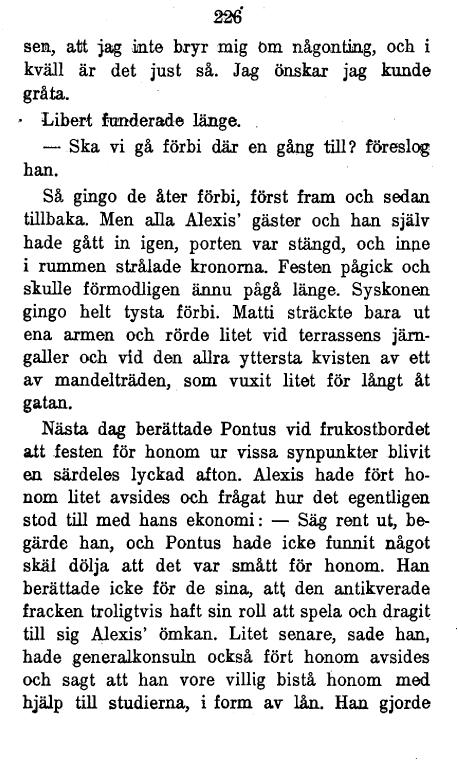 226
sen, att jag inte bryr mig om någonting, och i
kväll är det just så. Jag önskar jag kunde
gråta.
Libert funderade länge.
— Ska vi gå förbi där en gång till? föreslog
han.
Så gingo de åter förbi, först fram och sedan
tillbaka. Men alla Alexis’ gäster och han själv
hade gått in igen, porten var stängd, och inne
i rummen strålade kronorna. Festen pågick och
skulle förmodligen ännu pågå länge. Syskonen
gingo helt tysta förbi. Matti sträckte bara ut
ena armen och rörde litet vid terrassens järn-
galler och vid den allra yttersta kvisten av ett
av mandelträden, som vuxit litet för långt åt
gatan.
Nästa dag berättade Pontus vid frukostbordet
att festen för honom ur vissa synpunkter blivit
en särdeles lyckad afton. Alexis hade fört ho-
nom litet avsides och frågat hur det egentligen
stod till med hans ekonomi: — Säg rent ut, be-
gärde han, och Pontus hade icke funnit något
skäl dölja att det var smått för honom. Han
berättade icke för de sina, att den antikverade
fracken troligtvis haft sin roll att spela och dragit
till sig Alexis’ ömkan. Litet senare, sade han,
hade generalkonsuln också fört honom avsides
och sagt att han vore villig bistå honom med
hjälp till studierna, i form av lån. Han gjorde